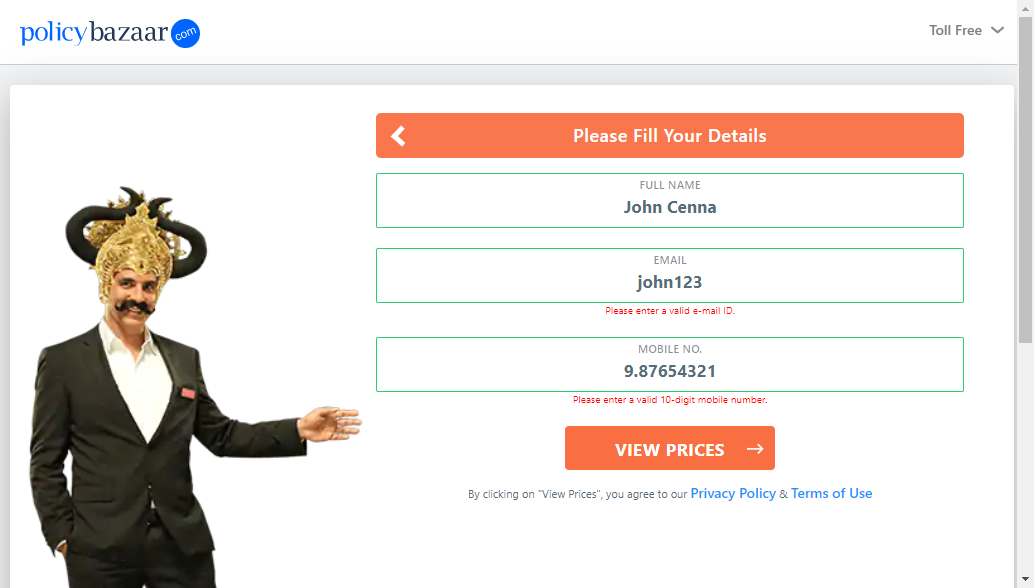 policybazaar com
Toll Free
Please Fill Your Details
FULL NAME
John Cenna
EMAIL
john123
Please enter a valid e-mail ID.
MOBILE NO.
9.87654321
Please enter a valid 10-digit mobile number.
VIEW PRICES
By clicking on "View Prices", you agree to our Privacy Policy & Terms of Use